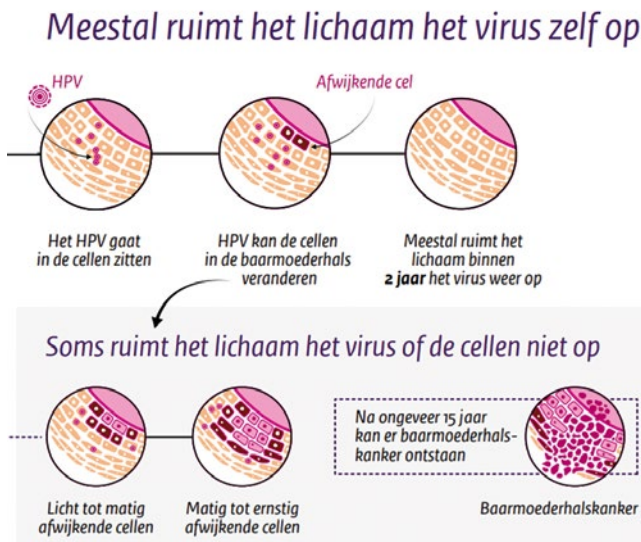 Meestal ruimt het lichaam het virus zelf op
HPV
Afwijkende cel
Het HPV gaat
in de cellen zitten
HPV kan de cellen
in de baarmoederhals
veranderen
Meestal ruimt het
lichaam binnen
2 jaar het virus weer op
Soms ruimt het lichaam het virus of de cellen niet op
Na ongeveer 15 jaar
kan er baarmoederhals-
kanker ontstaan
Licht tot matig
afwijkende cellen
Matig tot ernstig
afwijkende cellen
Baarmoederhalskanker